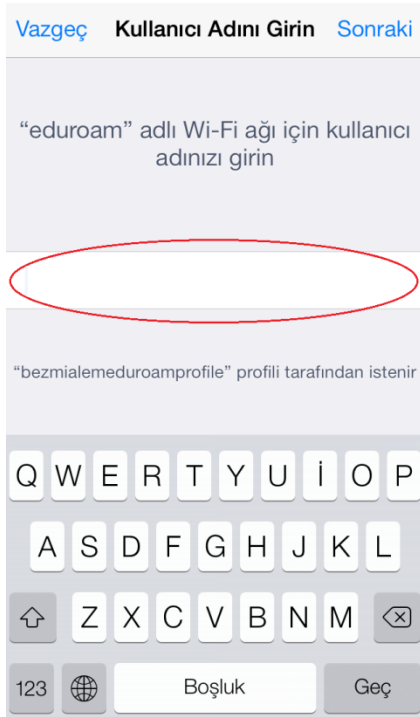 Vazgeç Kullanıcı Adını Girin Sonraki
“eduroam” adlı Wi-Fi ağı için kullanıcı
adınızı girin
“bezmialemeduroamprofile” profili tarafından istenir
Q W E R T Y U İ O P
A S D F G H J K L
Z X C V B N M
123 Boşluk Geç